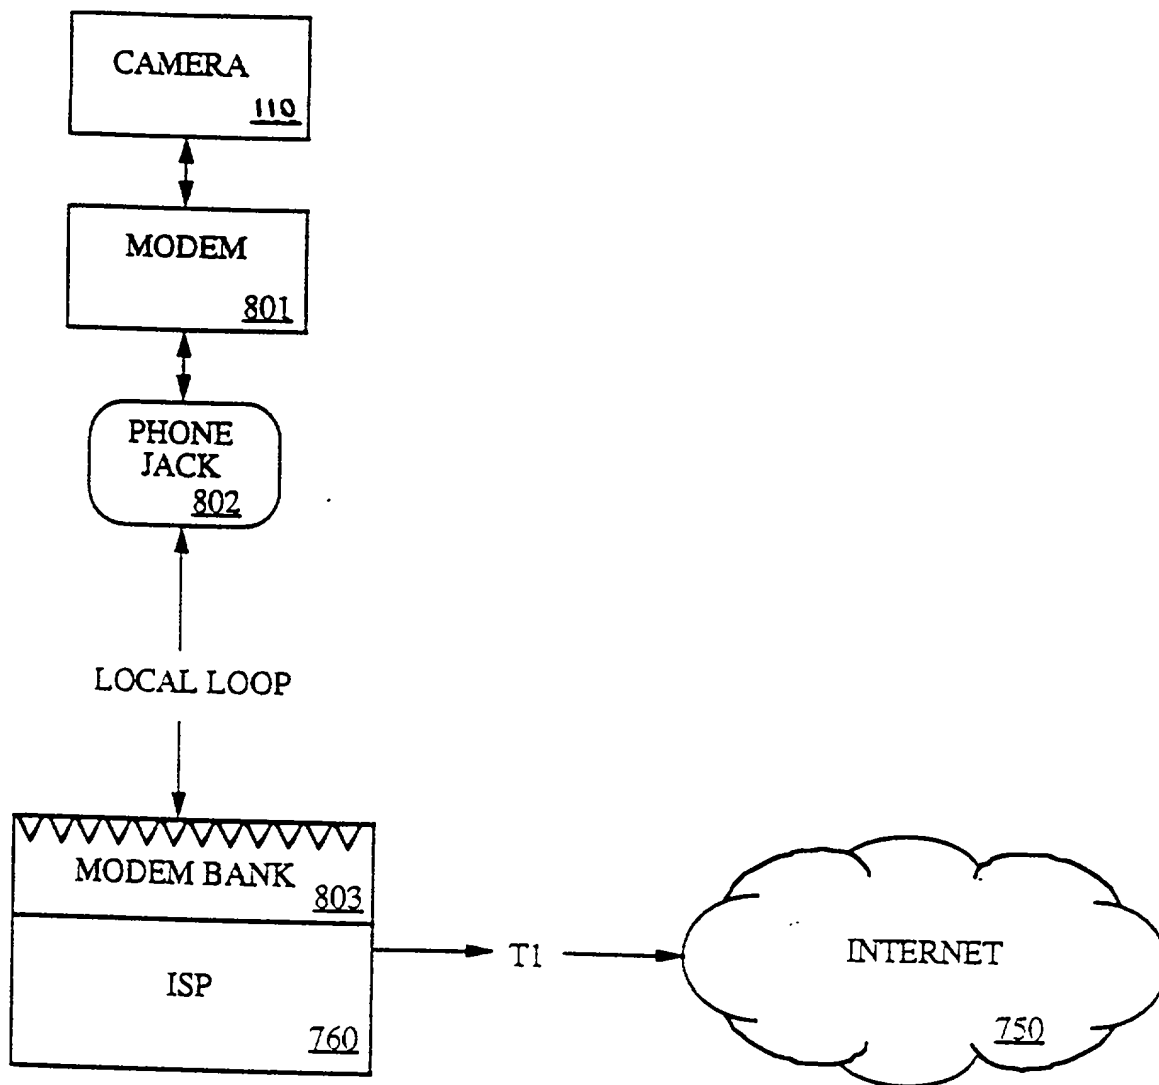 CAMERA
110
MODEM
801
PHONE
JACK
802
LOCAL LOOP
MODEM BANK
803
ISP
760
T1
INTERNET
750